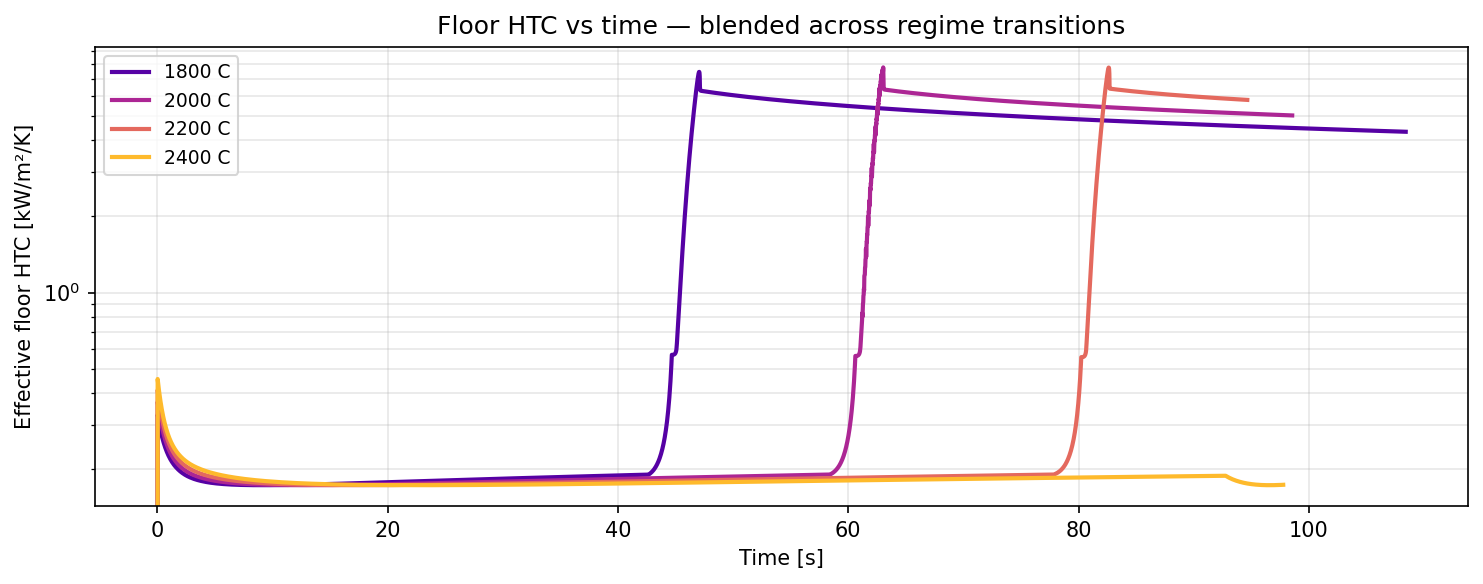 Floor HTC vs time — blended across regime transitions
1800 C
2000 C
2200 C
2400 C
Effective floor HTC [kW/m²/K]
10⁰
0 20 40 60 80 100
Time [s]